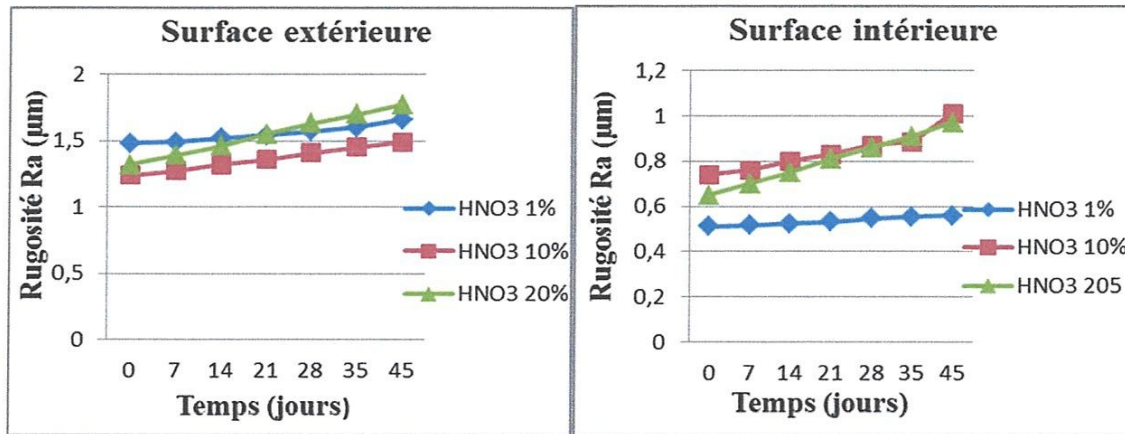 Surface extérieure
Rugosité Ra (µm)
2
1,5
1
0,5
0
0 7 14 21 28 35 45
Temps (jours)
HNO3 1%
HNO3 10%
HNO3 20%
Surface intérieure
Rugosité Ra (µm)
1,2
1
0,8
0,6
0,4
0,2
0
0 7 14 21 28 35 45
Temps (jours)
HNO3 1%
HNO3 10%
HNO3 205